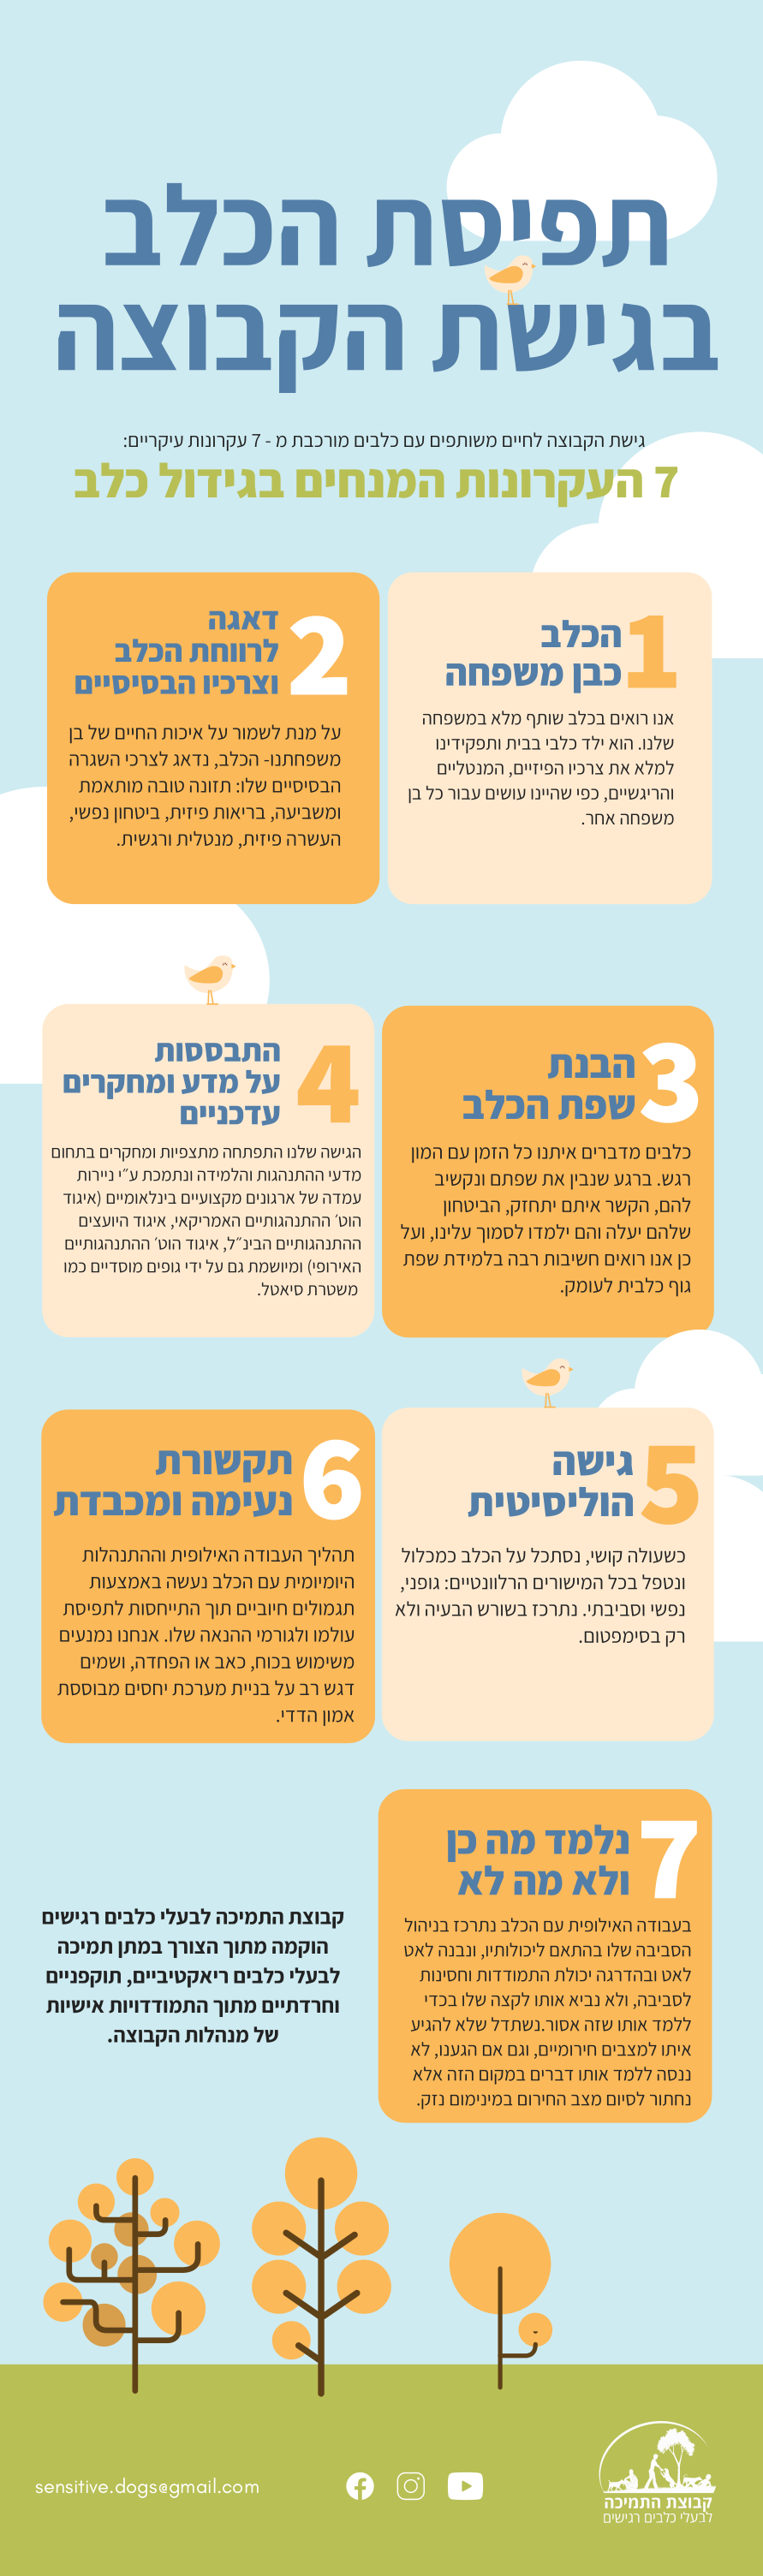 תפיסת הכלב
בגישת הקבוצה
גישת הקבוצה לחיים משותפים עם כלבים מורכבת מ - 7 עקרונות עיקריים:
7 העקרונות המנחים בגידול כלב
1
הכלב
כבן משפחה
אנו רואים בכלב שותף מלא במשפחה
שלנו. הוא ילד כלבי בבית ותפקידינו
למלא את צרכיו הפיזיים, המנטליים
והריגשיים, כפי שהיינו עושים עבור כל בן
משפחה אחר.
2
דאגה
לרווחת הכלב
וצרכיו הבסיסיים
על מנת לשמור על איכות החיים של בן
משפחתנו- הכלב, נדאג לצרכי השגרה
הבסיסיים שלו: תזונה טובה מותאמת
ומשביעה, בריאות פיזית, ביטחון נפשי,
העשרה פיזית, מנטלית ורגשית.
3
הבנת
שפת הכלב
כלבים מדברים איתנו כל הזמן עם המון
רגש. ברגע שנבין את שפתם ונקשיב
להם, הקשר איתם יתחזק, הביטחון
שלהם יעלה והם ילמדו לסמוך עלינו, ועל
כן אנו רואים חשיבות רבה בלמידת שפת
גוף כלבית לעומק.
4
התבססות
על מדע ומחקרים
עדכניים
הגישה שלנו התפתחה מתצפיות ומחקרים בתחום
מדעי ההתנהגות והלמידה ונתמכת ע״י ניירות
עמדה של ארגונים מקצועיים בינלאומיים (איגוד
הוט׳ ההתנהגותיים האמריקאי, איגוד היועצים
ההתנהגותיים הבינ״ל, איגוד הוט׳ ההתנהגותיים
האירופי) ומיושמת גם על ידי גופים מוסדיים כמו
משטרת סיאטל.
5
גישה
הוליסיטית
כשעולה קושי, נסתכל על הכלב כמכלול
ונטפל בכל המישורים הרלוונטיים: גופני,
נפשי וסביבתי. נתרכז בשורש הבעיה ולא
רק בסימפטום.
6
תקשורת
נעימה ומכבדת
תהליך העבודה האילופית וההתנהלות
היומיומית עם הכלב נעשה באמצעות
תגמולים חיוביים תוך התייחסות לתפיסת
עולמו ולגורמי ההנאה שלו. אנחנו נמנעים
משימוש בכוח, כאב או הפחדה, ושמים
דגש רב על בניית מערכת יחסים מבוססת
אמון הדדי.
7
נלמד מה כן
ולא מה לא
בעבודה האילופית עם הכלב נתרכז בניהול
הסביבה שלו בהתאם ליכולותיו, ונבנה לאט
לאט ובהדרגה יכולת התמודדות וחסינות
לסביבה, ולא נביא אותו לקצה שלו בכדי
ללמד אותו שזה אסור.נשתדל שלא להגיע
איתו למצבים חירומיים, וגם אם הגענו, לא
ננסה ללמד אותו דברים במקום הזה אלא
נחתור לסיום מצב החירום במינימום נזק.
קבוצת התמיכה לבעלי כלבים רגישים
הוקמה מתוך הצורך במתן תמיכה
לבעלי כלבים ריאקטיביים, תוקפניים
וחרדתיים מתוך התמודדויות אישיות
של מנהלות הקבוצה.
קבוצת התמיכה
לבעלי כלבים רגישים
sensitive.dogs@gmail.com